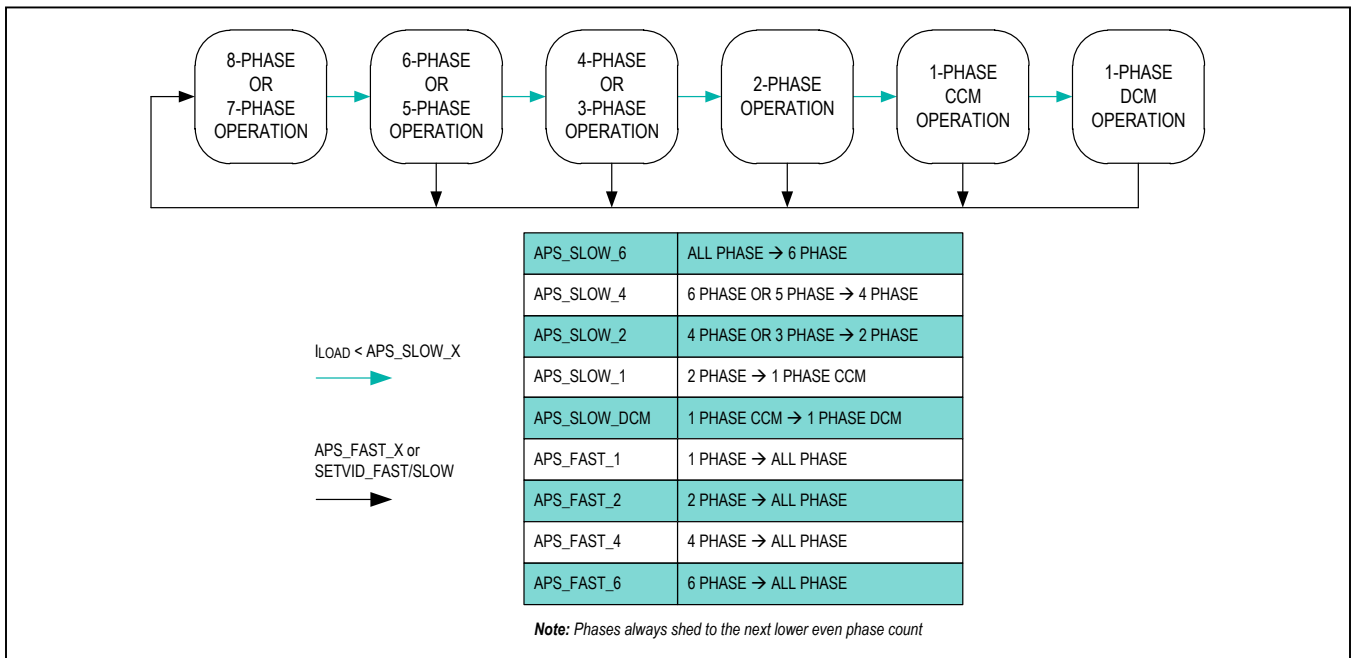 8-PHASE
OR
7-PHASE
OPERATION
6-PHASE
OR
5-PHASE
OPERATION
4-PHASE
OR
3-PHASE
OPERATION
2-PHASE
OPERATION
1-PHASE
CCM
OPERATION
1-PHASE
DCM
OPERATION
ILOAD < APS_SLOW_X
APS_FAST_X or
SETVID_FAST/SLOW
APS_SLOW_6 ALL PHASE → 6 PHASE
APS_SLOW_4 6 PHASE OR 5 PHASE → 4 PHASE
APS_SLOW_2 4 PHASE OR 3 PHASE → 2 PHASE
APS_SLOW_1 2 PHASE → 1 PHASE CCM
APS_SLOW_DCM 1 PHASE CCM → 1 PHASE DCM
APS_FAST_1 1 PHASE → ALL PHASE
APS_FAST_2 2 PHASE → ALL PHASE
APS_FAST_4 4 PHASE → ALL PHASE
APS_FAST_6 6 PHASE → ALL PHASE
Note: Phases always shed to the next lower even phase count